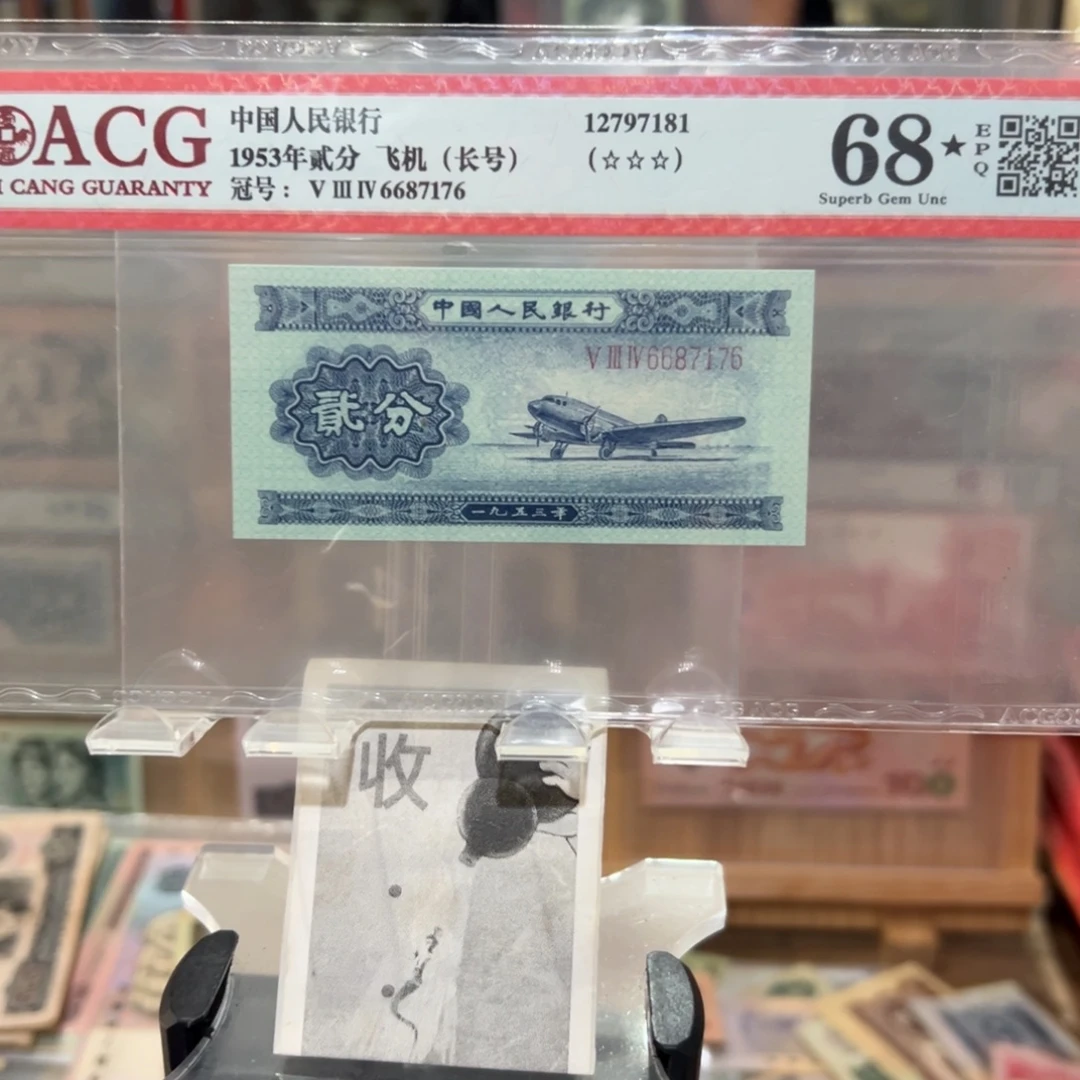 ACG
CANG GUARANTY
中国人民银行
1953年贰分 飞机（长号）
冠号： ⅤⅢⅣ6687176
12797181
(☆☆☆)
68★
EPQ
Superb Gem Unc
中國人民銀行
ⅤⅢⅣ6687176
貳分
一九五三年
收